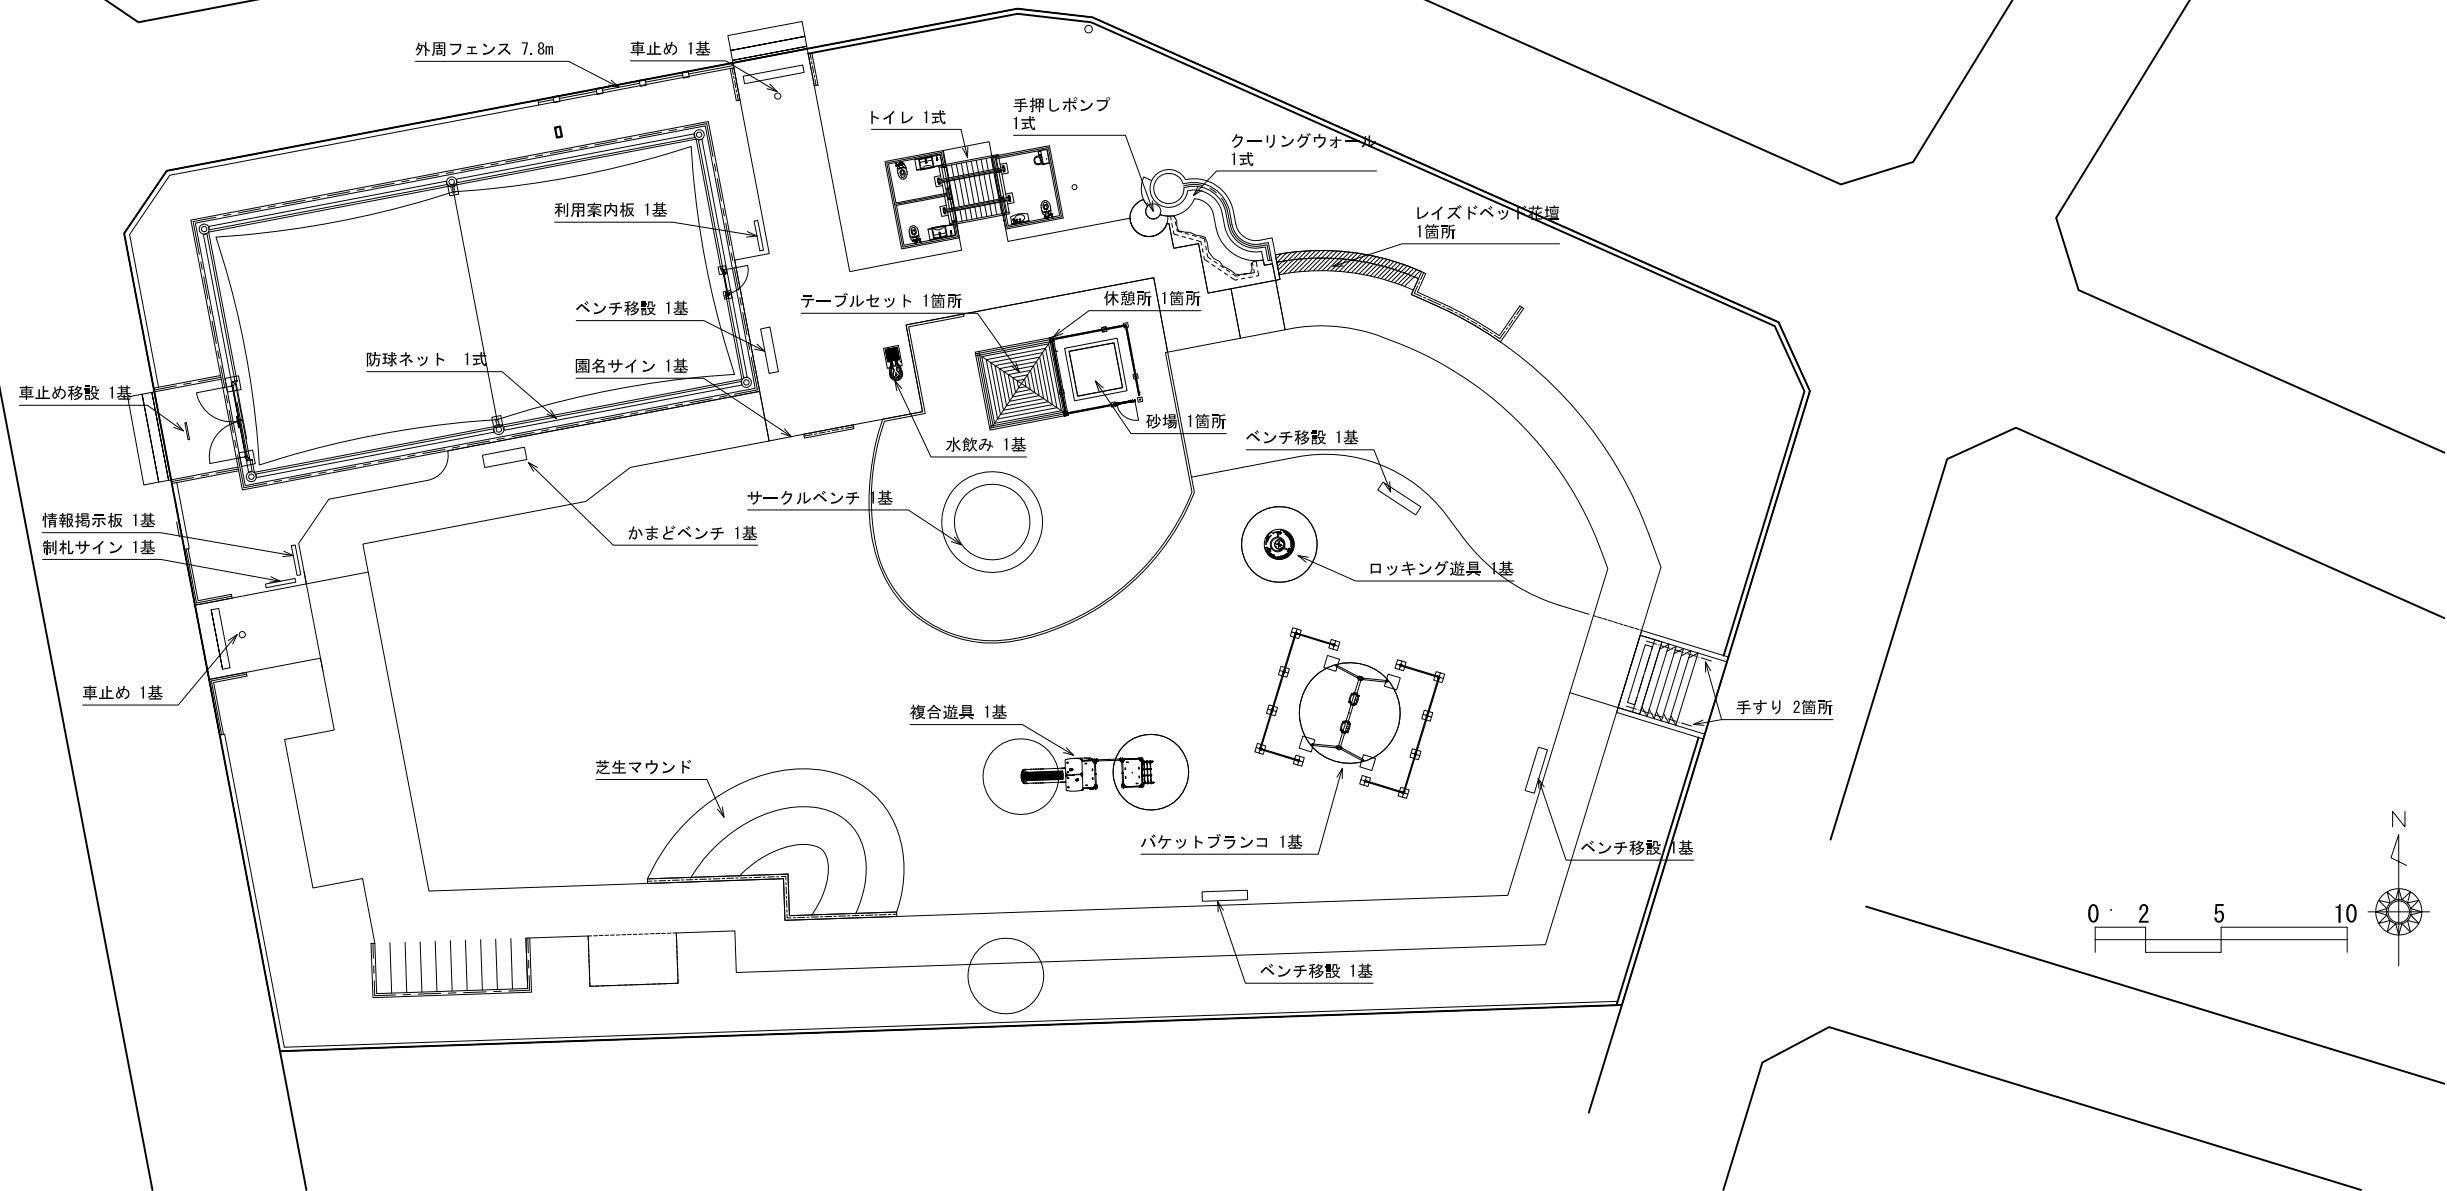 外周フェンス 7.8m
車止め 1基
トイレ 1式
手押しポンプ
1式
クーリングウォール
1式
利用案内板 1基
レイズドベッド花壇
1箇所
ベンチ移設 1基
テーブルセット 1箇所
休憩所 1箇所
防球ネット 1式
園名サイン 1基
車止め移設 1基
砂場 1箇所
水飲み 1基
ベンチ移設 1基
サークルベンチ 1基
情報掲示板 1基
かまどベンチ 1基
制札サイン 1基
ロッキング遊具 1基
車止め 1基
複合遊具 1基
手すり 2箇所
芝生マウンド
バケットブランコ 1基
ベンチ移設 1基
ベンチ移設 1基
N
0 2 5 10